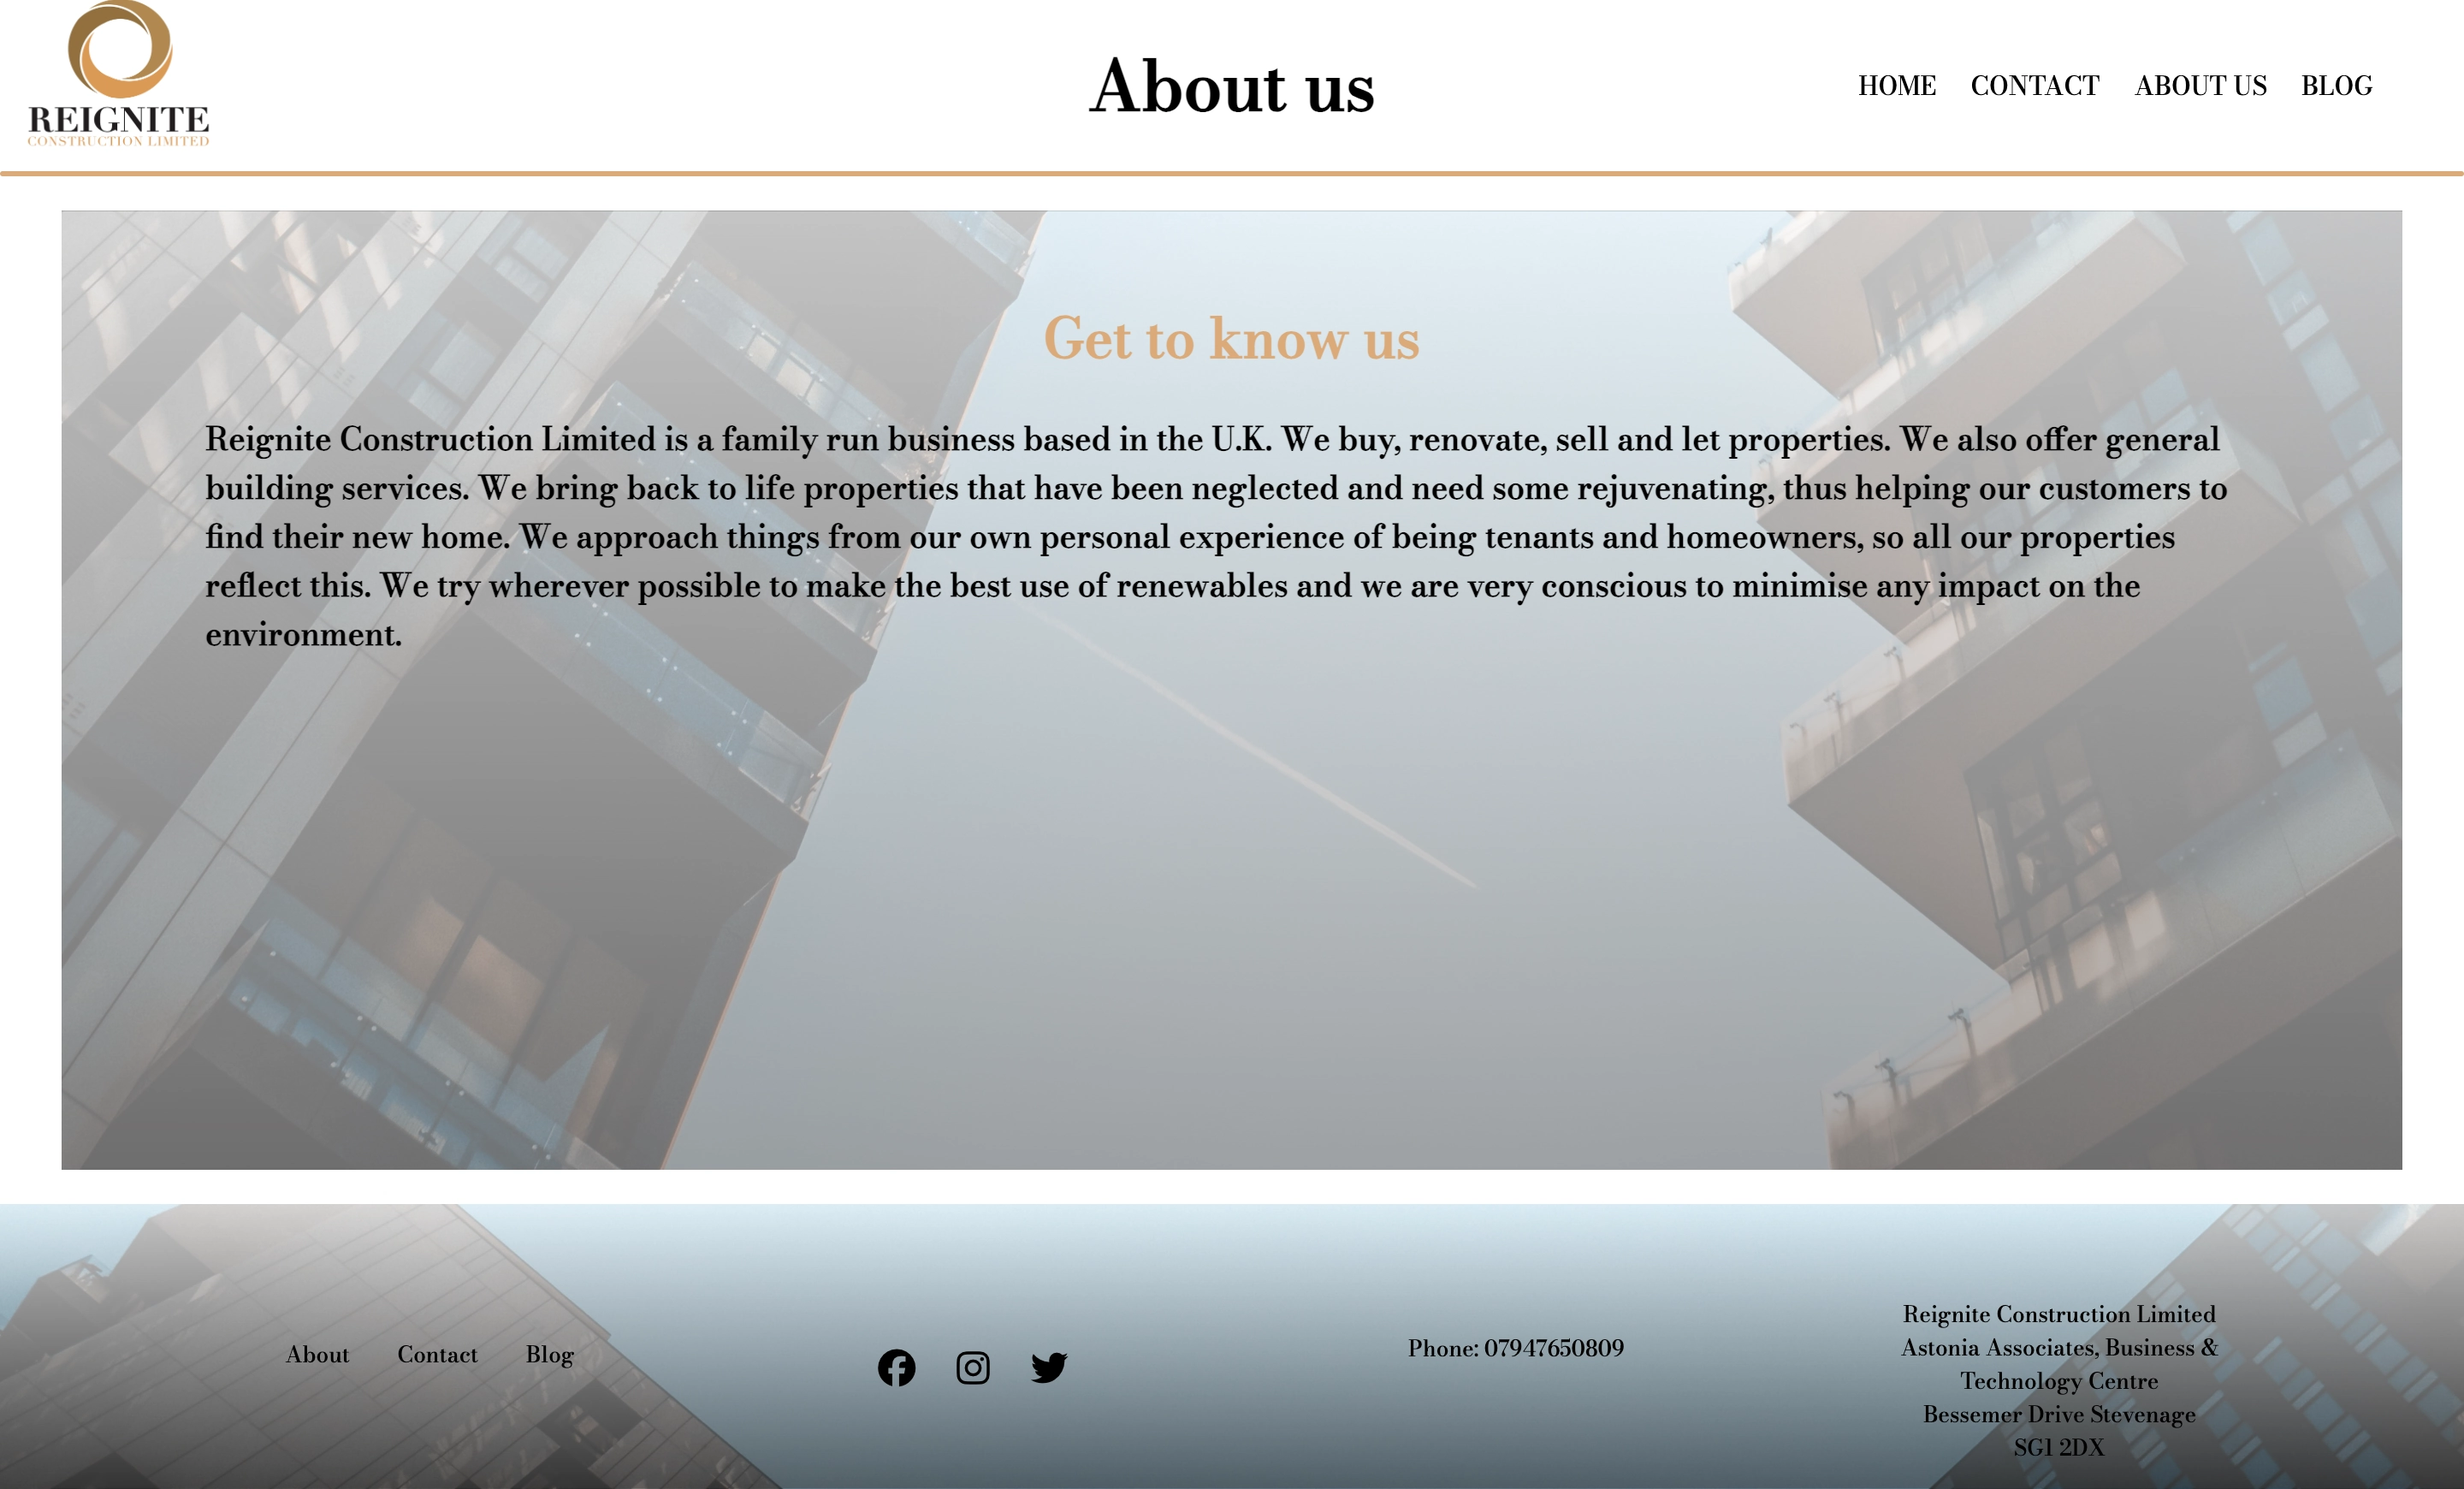 REIGNITE
CONSTRUCTION LIMITED
About us
HOME CONTACT ABOUT US BLOG
Get to know us
Reignite Construction Limited is a family run business based in the U.K. We buy, renovate, sell and let properties. We also offer general
building services. We bring back to life properties that have been neglected and need some rejuvenating, thus helping our customers to
find their new home. We approach things from our own personal experience of being tenants and homeowners, so all our properties
reflect this. We try wherever possible to make the best use of renewables and we are very conscious to minimise any impact on the
environment.
About Contact Blog
Phone: 07947650809
Reignite Construction Limited
Astonia Associates, Business &
Technology Centre
Bessemer Drive Stevenage
SG1 2DX